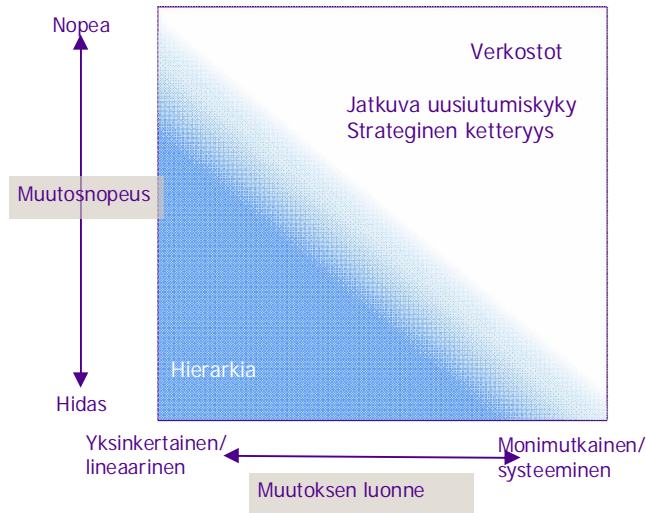 Nopea
Verkostot
Jatkuva uusiutumiskyky
Strateginen ketteryys
Muutosnopeus
Hierarkia
Hidas
Yksinkertainen/
lineaarinen
Monimutkainen/
systeeminen
Muutoksen luonne